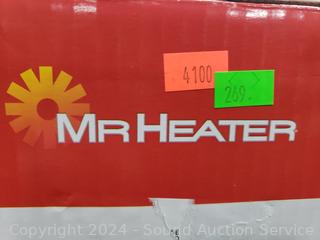 4100
269.
MR HEATER
Copyright 2024 - Sound Auction Service